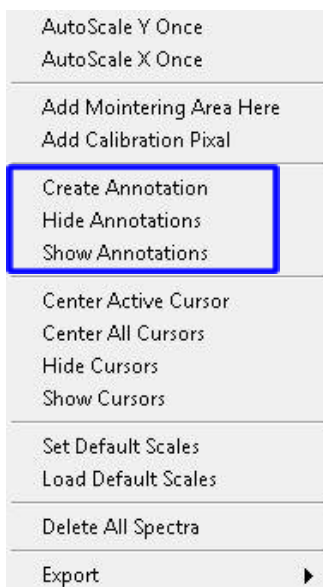 AutoScale Y Once
AutoScale X Once
Add Mointering Area Here
Add Calibration Pixal
Create Annotation
Hide Annotations
Show Annotations
Center Active Cursor
Center All Cursors
Hide Cursors
Show Cursors
Set Default Scales
Load Default Scales
Delete All Spectra
Export